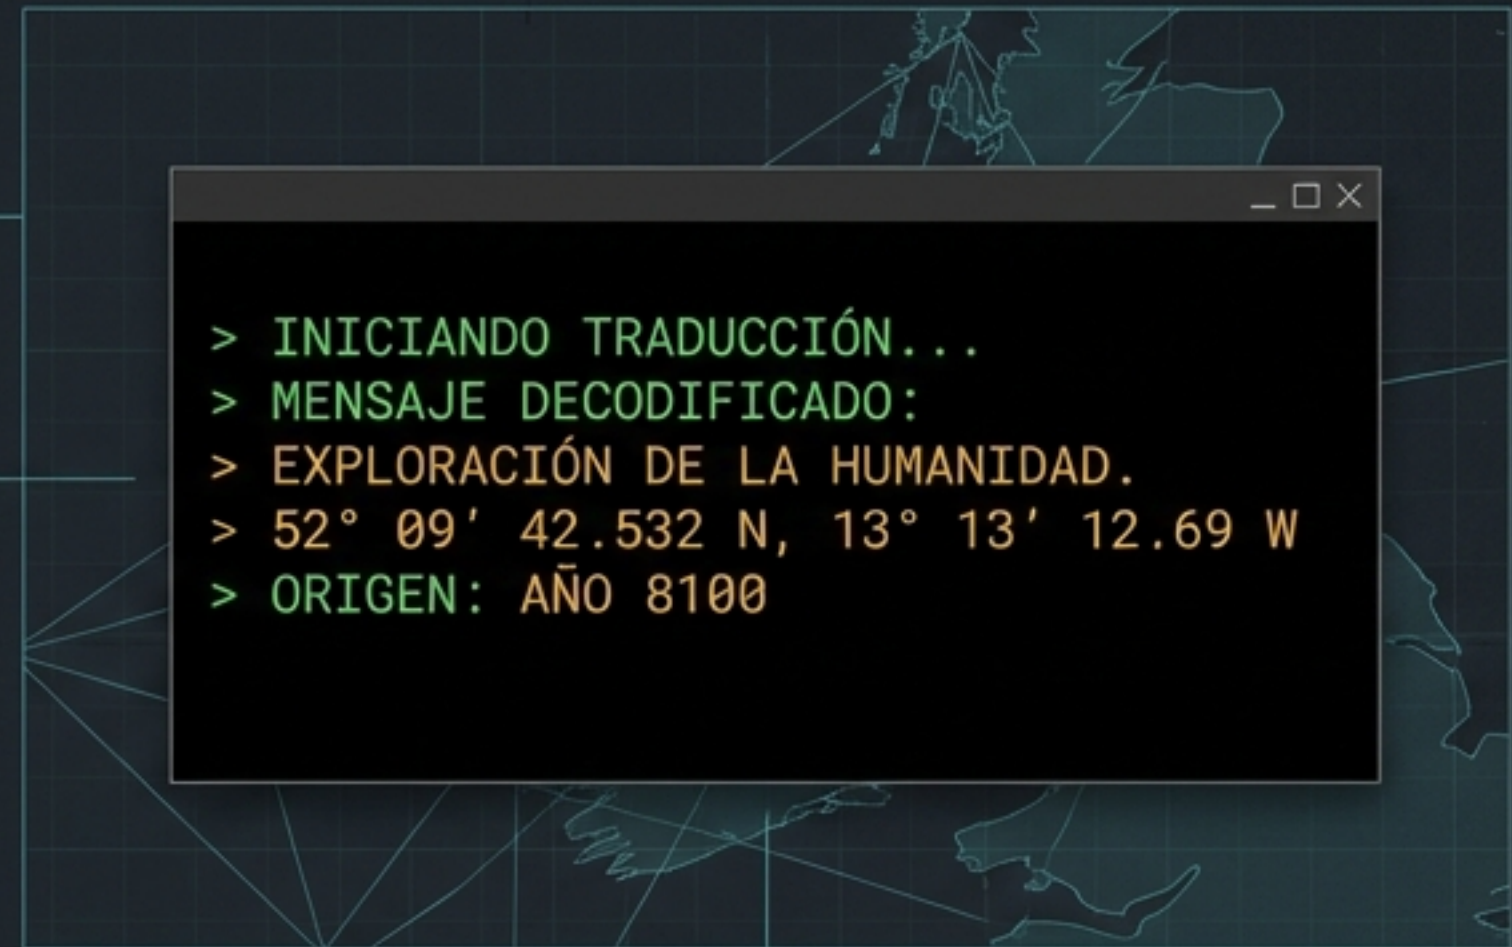 > INICIANDO TRADUCCIÓN...
> MENSAJE DECODIFICADO:
> EXPLORACIÓN DE LA HUMANIDAD.
> 52° 09′ 42.532 N, 13° 13′ 12.69 W
> ORIGEN: AÑO 8100